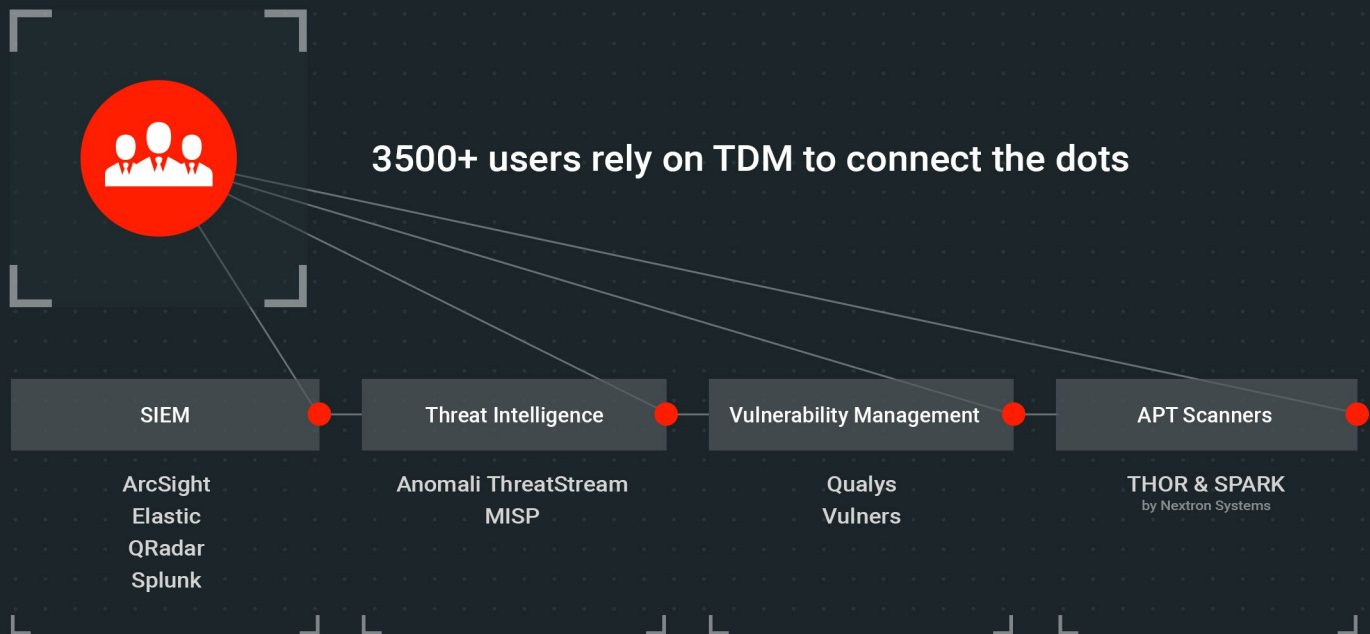 3500+ users rely on TDM to connect the dots
SIEM
ArcSight
Elastic
QRadar
Splunk
Threat Intelligence
Anomali ThreatStream
MISP
Vulnerability Management
Qualys
Vulners
APT Scanners
THOR & SPARK
by Nextron Systems